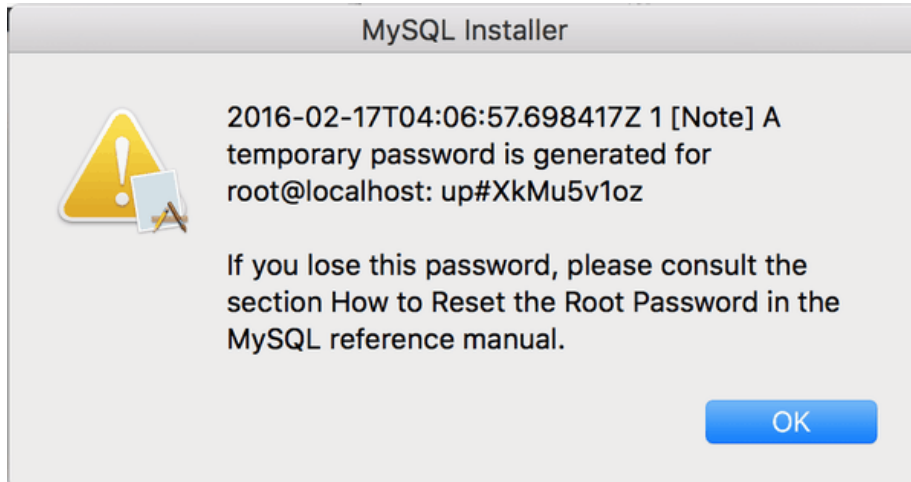 MySQL Installer
2016-02-17T04:06:57.698417Z 1 [Note] A
temporary password is generated for
root@localhost: up#XkMu5v1oz
If you lose this password, please consult the
section How to Reset the Root Password in the
MySQL reference manual.
OK